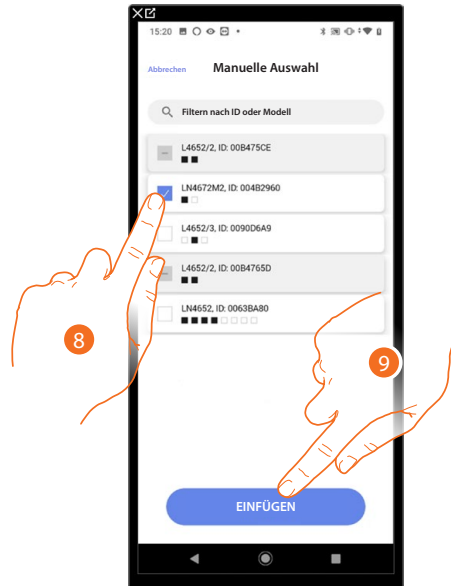 15:20
Abbrechen Manuelle Auswahl
Filtern nach ID oder Modell
L4652/2, ID: 00B475CE
LN4672M2, ID: 004B2960
L4652/3, ID: 0090D6A9
L4652/2, ID: 00B4765D
LN4652, ID: 0063BA80
8
9
EINFÜGEN